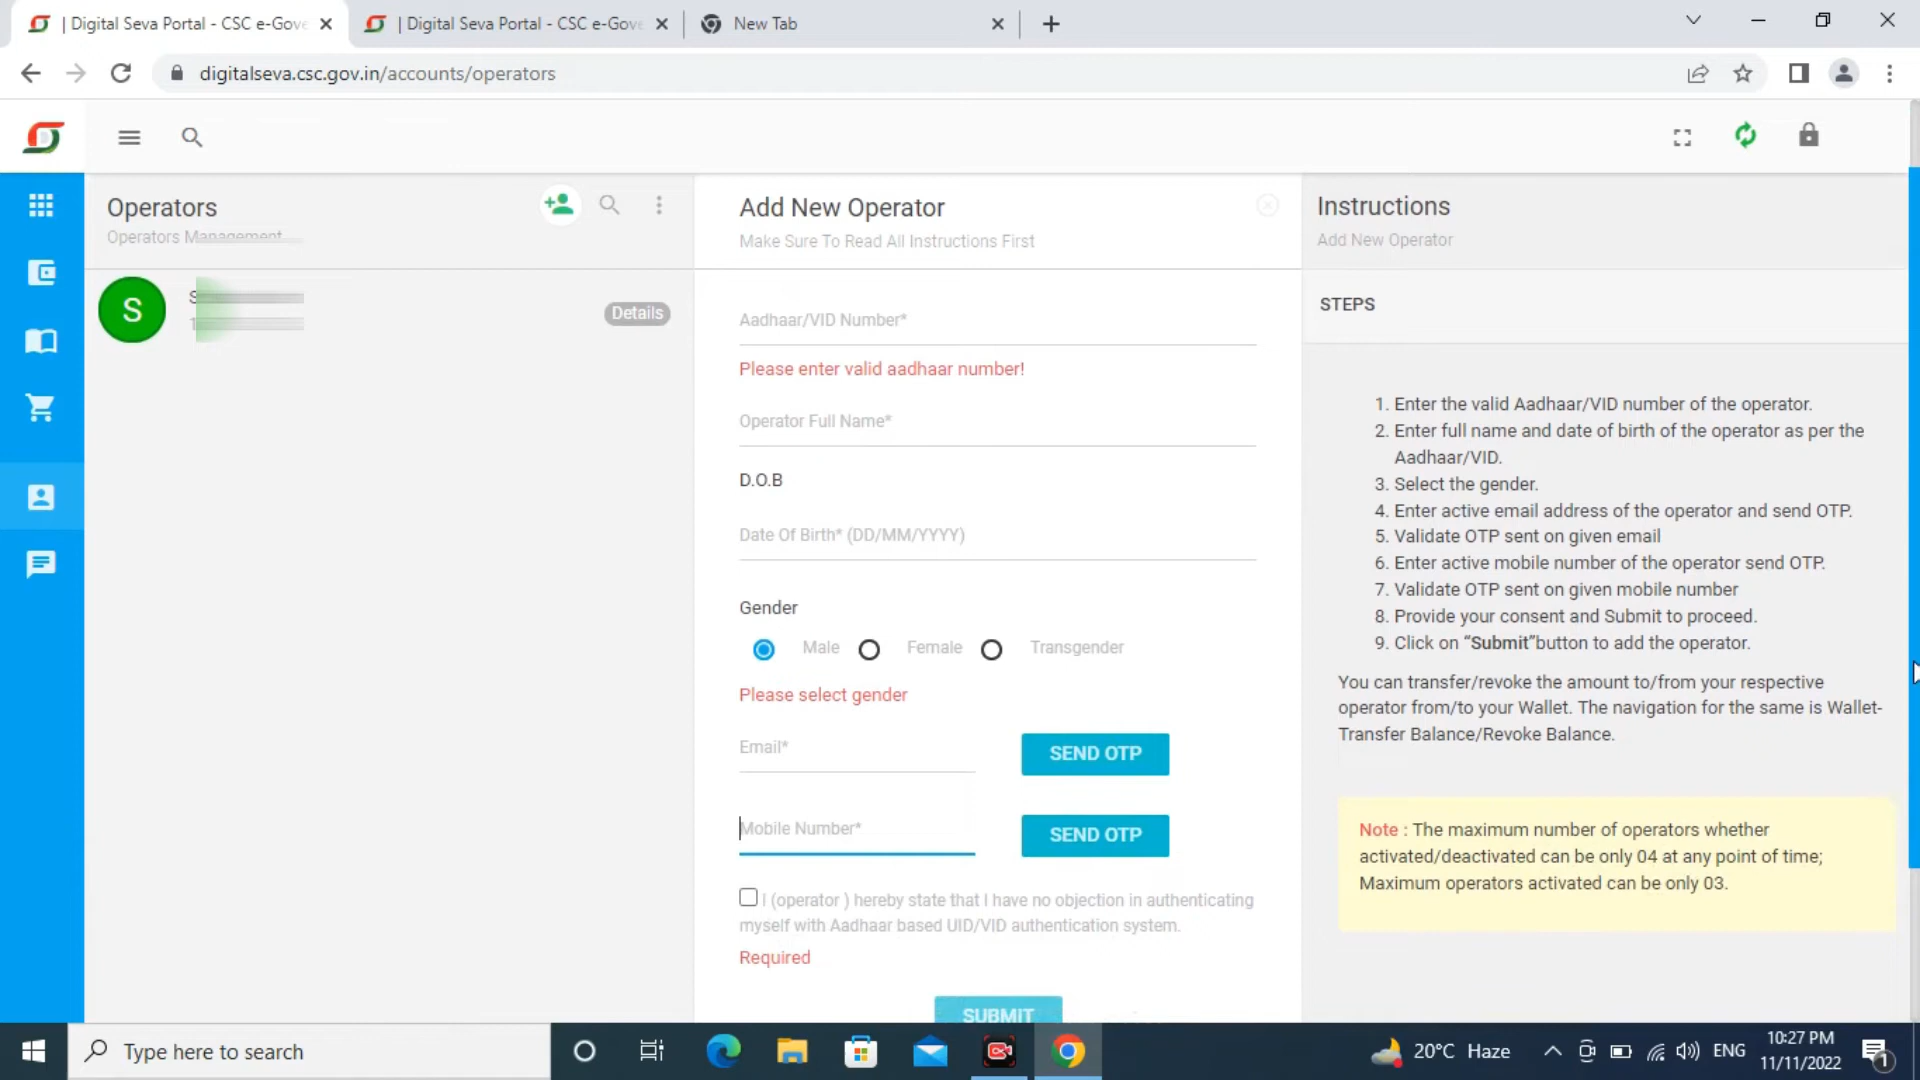 | Digital Seva Portal - CSC e-Gove
| Digital Seva Portal - CSC e-Gove
New Tab
digitalseva.csc.gov.in/accounts/operators
Operators
Operators Management
S
Details
Add New Operator
Make Sure To Read All Instructions First
Aadhaar/VID Number*
Please enter valid aadhaar number!
Operator Full Name*
D.O.B
Date Of Birth* (DD/MM/YYYY)
Gender
Male Female Transgender
Please select gender
Email*
SEND OTP
Mobile Number*
SEND OTP
I (operator ) hereby state that I have no objection in authenticating
myself with Aadhaar based UID/VID authentication system.
Required
SUBMIT
Instructions
Add New Operator
STEPS
1. Enter the valid Aadhaar/VID number of the operator.
2. Enter full name and date of birth of the operator as per the
Aadhaar/VID.
3. Select the gender.
4. Enter active email address of the operator and send OTP.
5. Validate OTP sent on given email
6. Enter active mobile number of the operator send OTP.
7. Validate OTP sent on given mobile number
8. Provide your consent and Submit to proceed.
9. Click on “Submit”button to add the operator.
You can transfer/revoke the amount to/from your respective
operator from/to your Wallet. The navigation for the same is Wallet-
Transfer Balance/Revoke Balance.
Note : The maximum number of operators whether
activated/deactivated can be only 04 at any point of time;
Maximum operators activated can be only 03.
Type here to search
20°C Haze
ENG
10:27 PM
11/11/2022
1